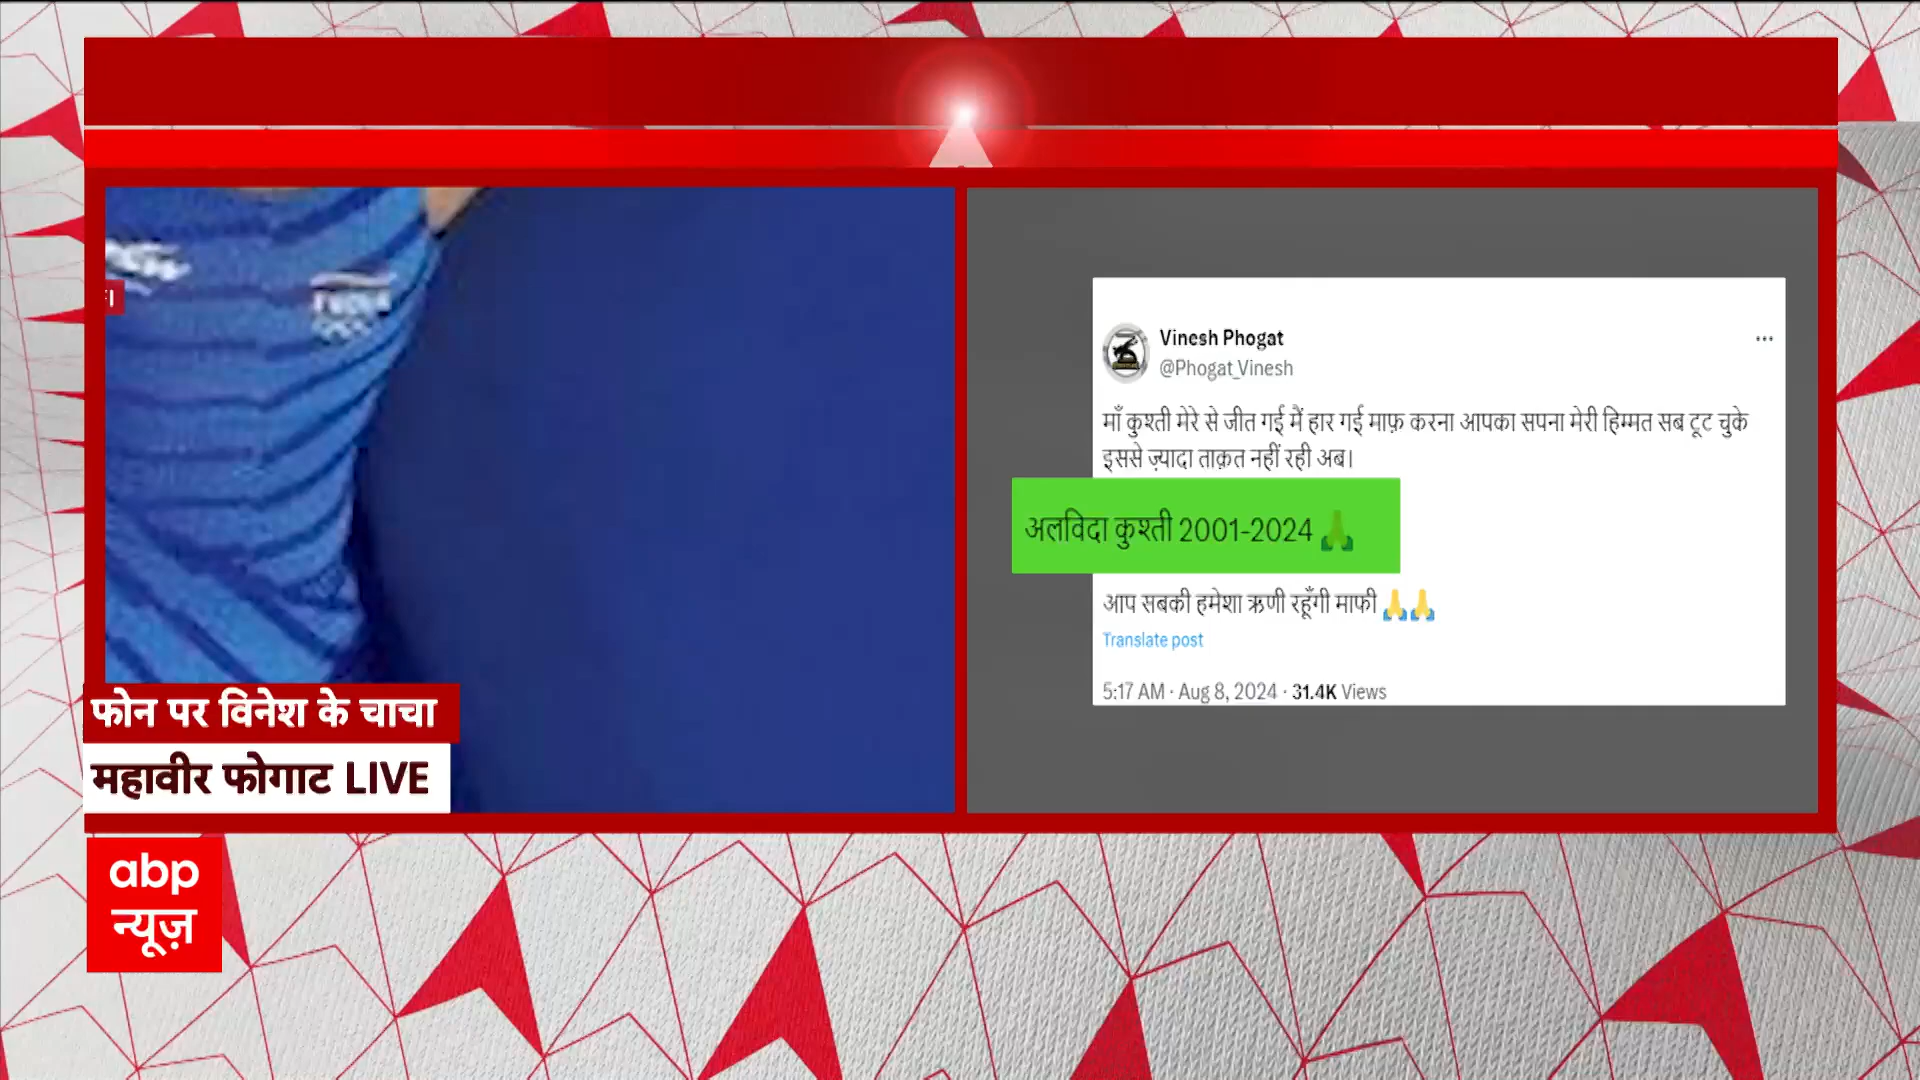 Vinesh Phogat
@Phogat_Vinesh
माँ कुश्ती मेरे से जीत गई मैं हार गई माफ़ करना आपका सपना मेरी हिम्मत सब टूट चुके
इससे ज़्यादा ताक़त नहीं रही अब।
अलविदा कुश्ती 2001-2024 🙏
आप सबकी हमेशा ऋणी रहूँगी माफी 🙏🙏
Translate post
5:17 AM · Aug 8, 2024 · 31.4K Views
फोन पर विनेश के चाचा
महावीर फोगाट LIVE
abp
न्यूज़